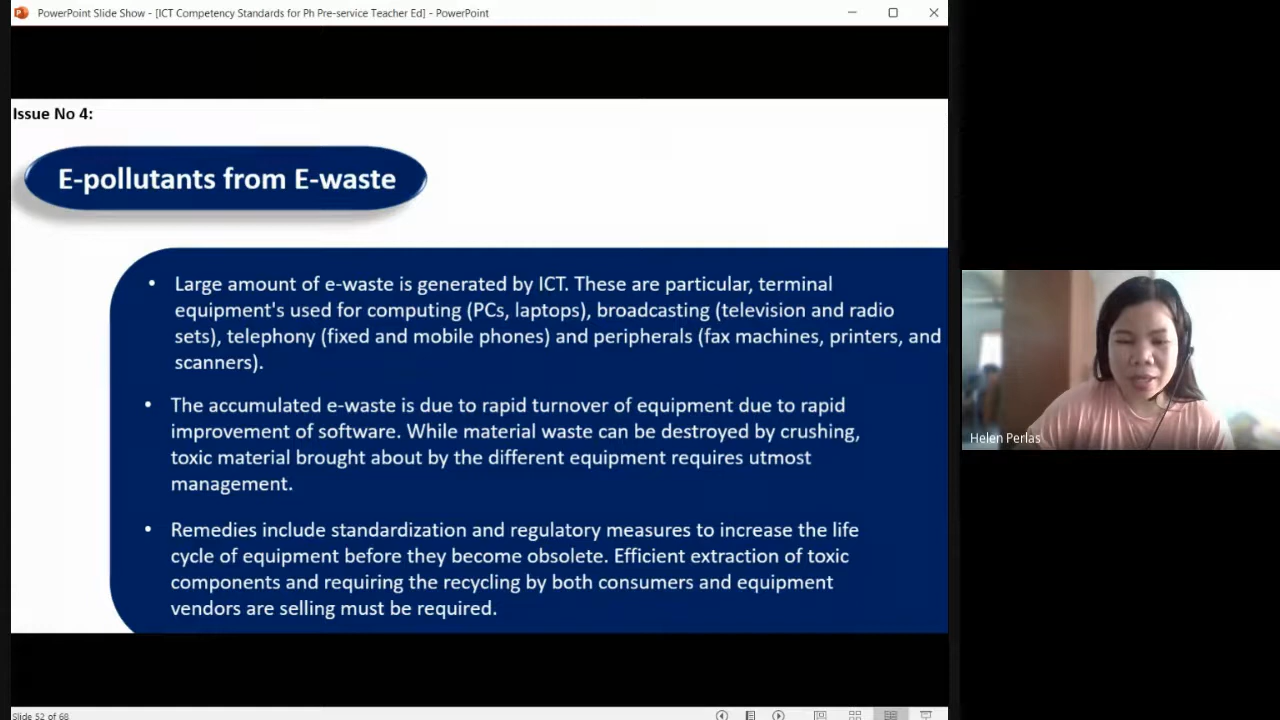 PowerPoint Slide Show - [ICT Competency Standards for Ph Pre-service Teacher Ed] - PowerPoint
Issue No 4:
E-pollutants from E-waste
• Large amount of e-waste is generated by ICT. These are particular, terminal
equipment's used for computing (PCs, laptops), broadcasting (television and radio
sets), telephony (fixed and mobile phones) and peripherals (fax machines, printers, and
scanners).
• The accumulated e-waste is due to rapid turnover of equipment due to rapid
improvement of software. While material waste can be destroyed by crushing,
toxic material brought about by the different equipment requires utmost
management.
• Remedies include standardization and regulatory measures to increase the life
cycle of equipment before they become obsolete. Efficient extraction of toxic
components and requiring the recycling by both consumers and equipment
vendors are selling must be required.
Helen Perlas
Slide 52 of 68